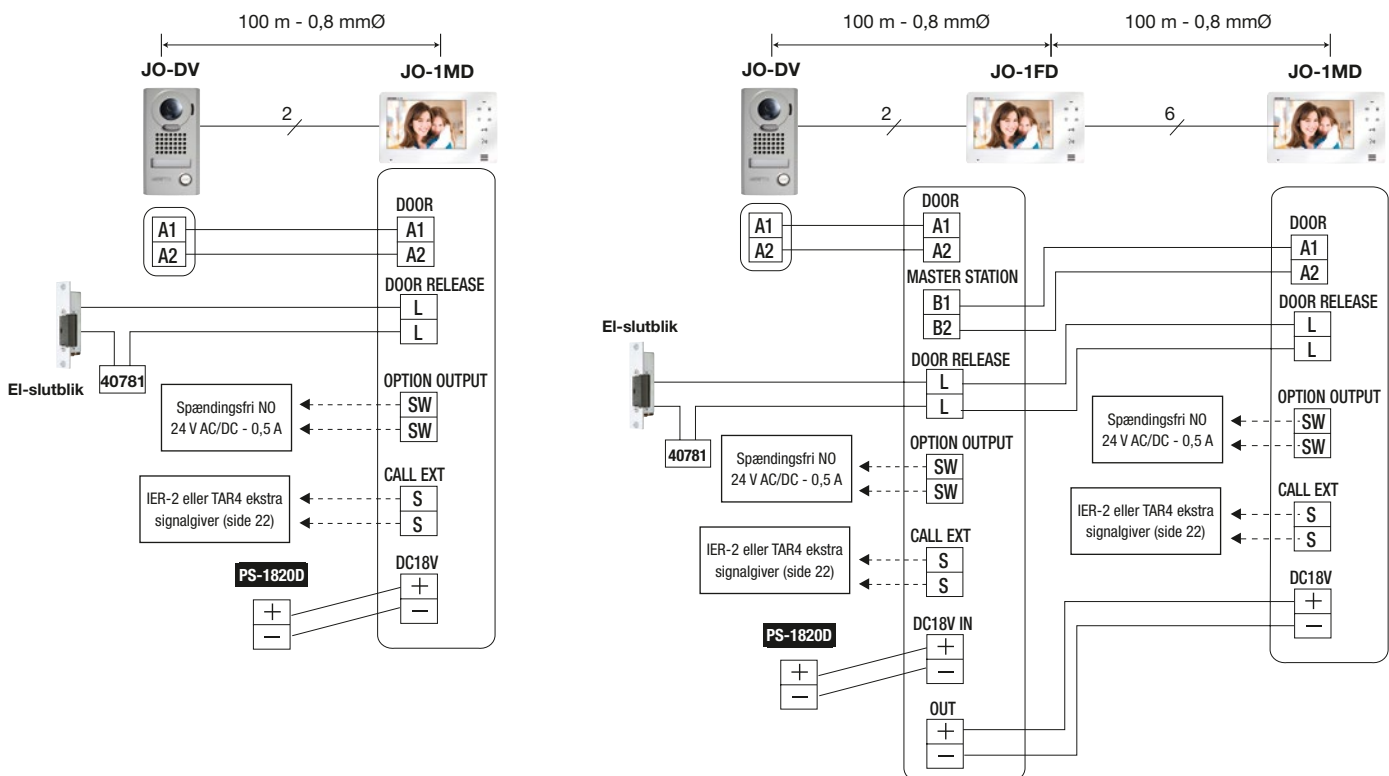 100 m - 0,8 mmØ
JO-DV
JO-1MD
2
DOOR
A1
A2
A1
A2
DOOR RELEASE
L
L
El-slutblik
40781
OPTION OUTPUT
SW
SW
Spændingsfri NO
24 V AC/DC - 0,5 A
CALL EXT
S
S
IER-2 eller TAR4 ekstra
signalgiver (side 22)
PS-1820D
DC18V
+
−
+
−
100 m - 0,8 mmØ
100 m - 0,8 mmØ
JO-DV
JO-1FD
JO-1MD
2
6
DOOR
A1
A2
A1
A2
MASTER STATION
B1
B2
El-slutblik
DOOR RELEASE
L
L
40781
OPTION OUTPUT
SW
SW
Spændingsfri NO
24 V AC/DC - 0,5 A
CALL EXT
S
S
IER-2 eller TAR4 ekstra
signalgiver (side 22)
PS-1820D
DC18V IN
+
−
+
−
OUT
+
−
DOOR
A1
A2
DOOR RELEASE
L
L
OPTION OUTPUT
SW
SW
Spændingsfri NO
24 V AC/DC - 0,5 A
CALL EXT
S
S
IER-2 eller TAR4 ekstra
signalgiver (side 22)
DC18V
+
−